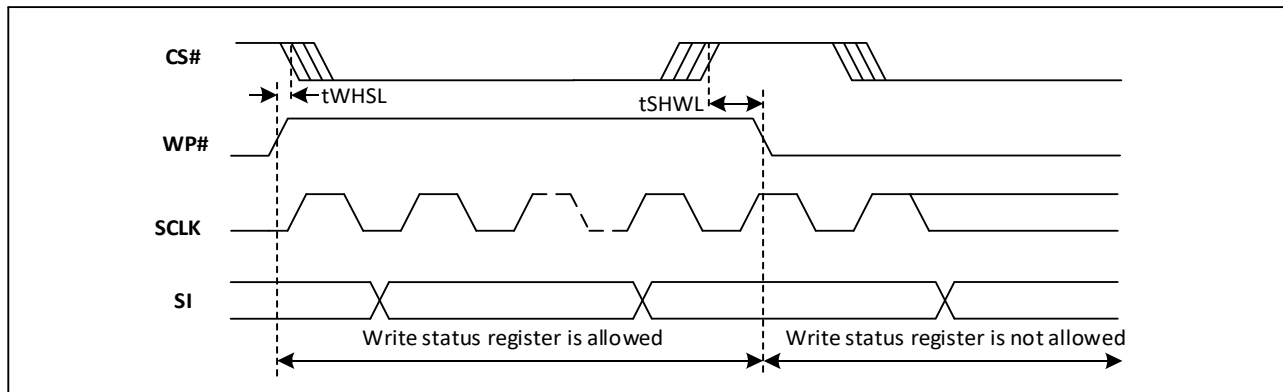 CS#
tWHSL
tSHWL
WP#
SCLK
SI
Write status register is allowed
Write status register is not allowed